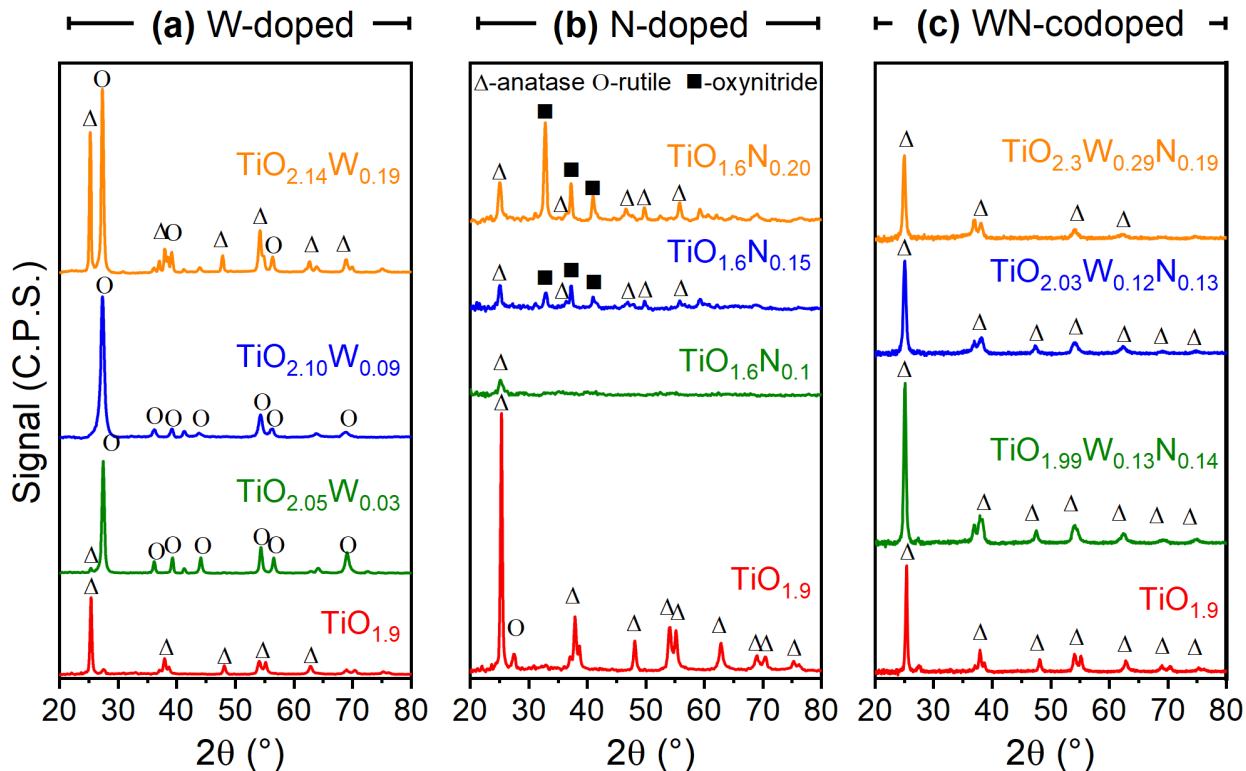 (a) W-doped
(b) N-doped
(c) WN-codoped
Signal (C.P.S.)
O
Δ
TiO2.14W0.19
Δ O Δ Δ O Δ Δ
O
TiO2.10W0.09
O O O O O O
O
TiO2.05W0.03
Δ O O O O O O
Δ
TiO1.9
Δ Δ Δ Δ
20 30 40 50 60 70 80
2θ (°)
Δ-anatase O-rutile ■-oxynitride
TiO1.6N0.20
Δ ■ Δ ■ ■ Δ Δ Δ
TiO1.6N0.15
Δ ■ Δ ■ ■ Δ Δ Δ
TiO1.6N0.1
Δ
Δ
TiO1.9
O Δ Δ Δ Δ Δ Δ Δ Δ
20 30 40 50 60 70 80
2θ (°)
Δ
TiO2.3W0.29N0.19
Δ Δ Δ
Δ
TiO2.03W0.12N0.13
Δ Δ Δ Δ Δ Δ
Δ
TiO1.99W0.13N0.14
Δ Δ Δ Δ Δ Δ
Δ
TiO1.9
Δ Δ Δ Δ Δ Δ
20 30 40 50 60 70 80
2θ (°)